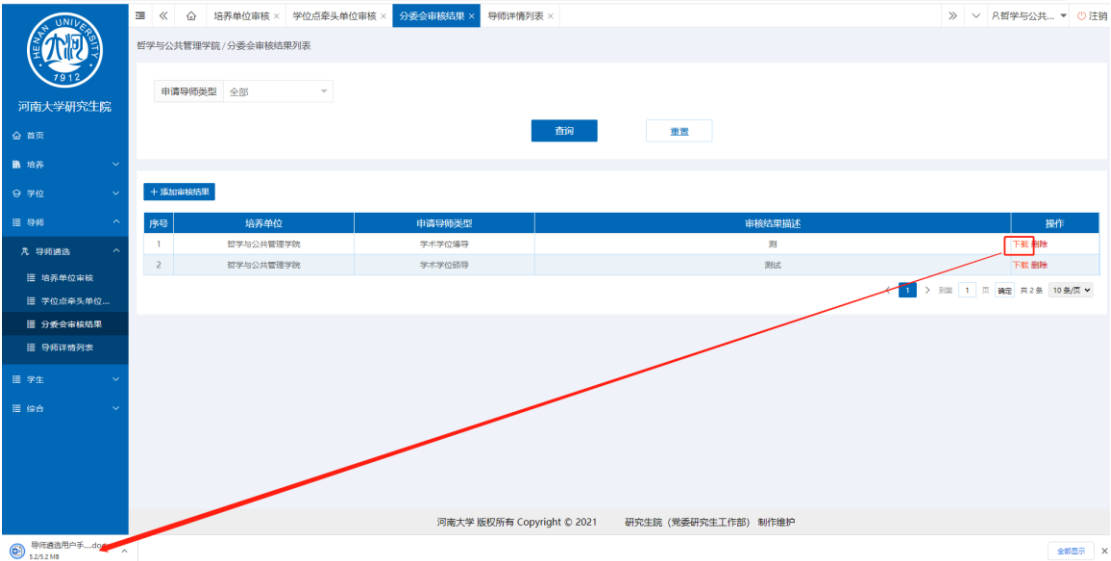 HENAN UNIVERSITY
1912
河南大学研究生院
首页
培养
学位
导师
导师遴选
培养单位审核
学位点牵头单位...
分委会审核结果
导师详情列表
学生
综合
培养单位审核 × 学位点牵头单位审核 × 分委会审核结果 × 导师详情列表 ×
哲学与公共... 注销
哲学与公共管理学院 / 分委会审核结果列表
申请导师类型 全部
查询 重置
+ 添加审核结果
序号 培养单位 申请导师类型 审核结果描述 操作
1 哲学与公共管理学院 学术学位博导 测 下载 删除
2 哲学与公共管理学院 学术学位硕导 测试 下载 删除
1 到第 1 页 确定 共 2 条 10 条/页
河南大学 版权所有 Copyright © 2021 研究生院（党委研究生工作部） 制作维护
导师遴选用户手....doc
5.2/5.2 MB
全部显示 ×